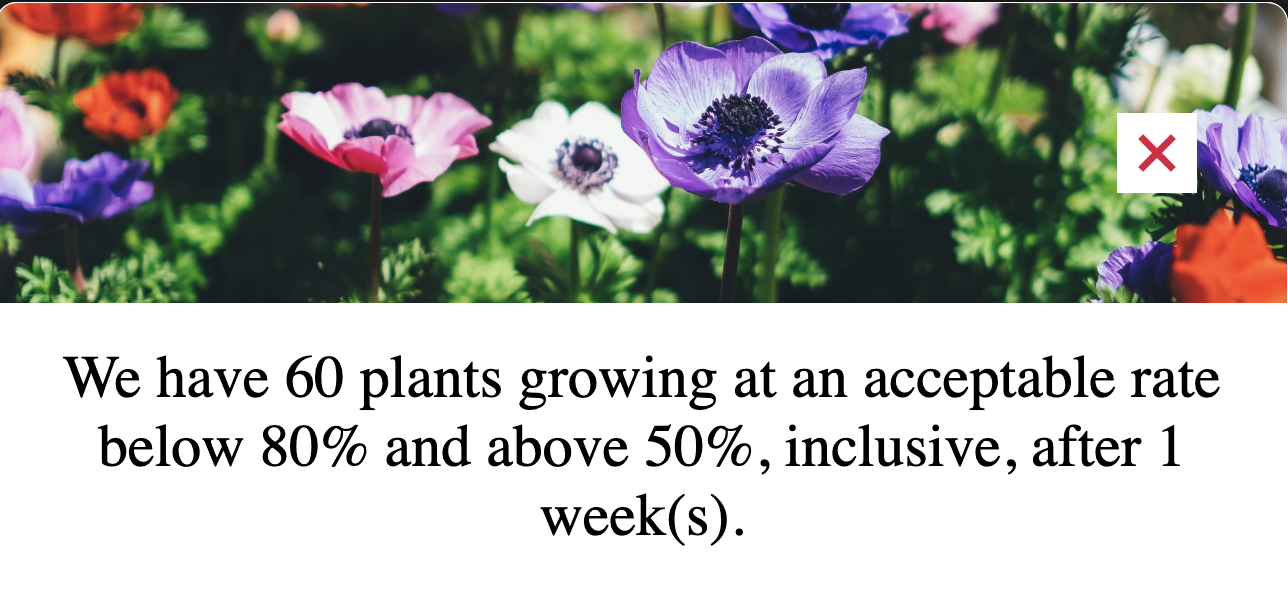 We have 60 plants growing at an acceptable rate
below 80% and above 50%, inclusive, after 1
week(s).